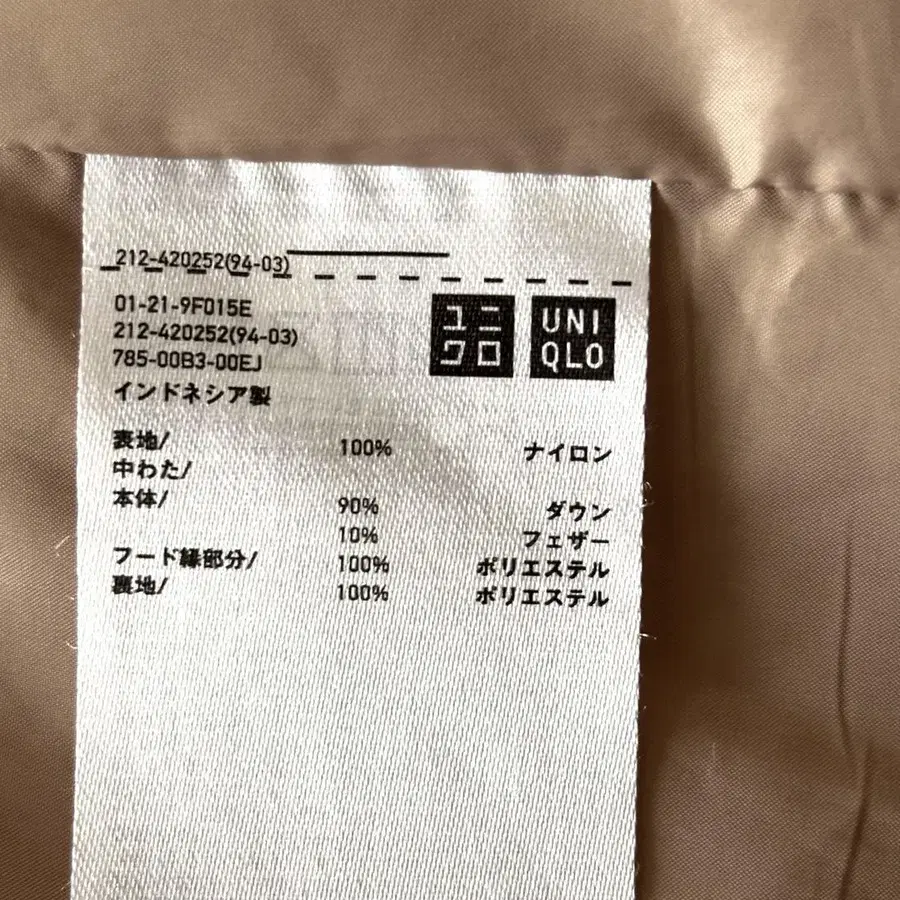 212-420252(94-03)
01-21-9F015E
212-420252(94-03)
785-00B3-00EJ
インドネシア製
ユニ
クロ
UNI
QLO
表地/ 100% ナイロン
中わた/
本体/ 90% ダウン
10% フェザー
フード縁部分/ 100% ポリエステル
裏地/ 100% ポリエステル